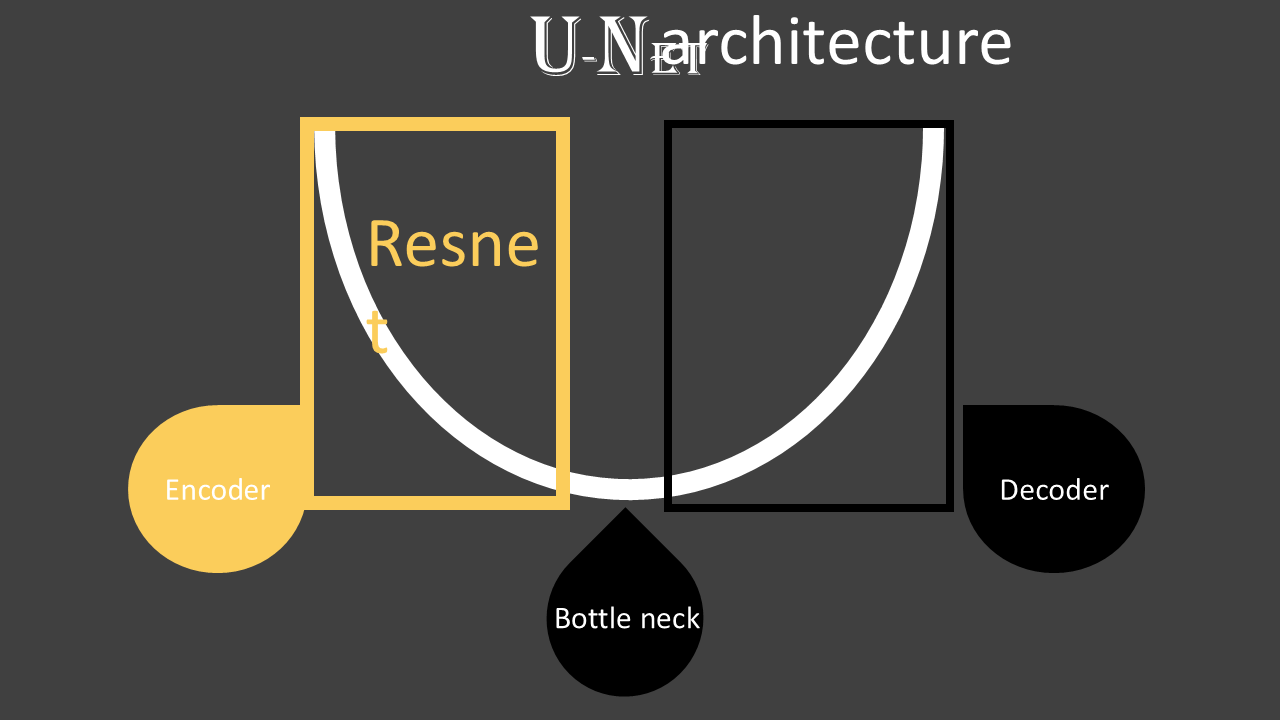 U-Net architecture
Resne
t
Encoder
Decoder
Bottle neck